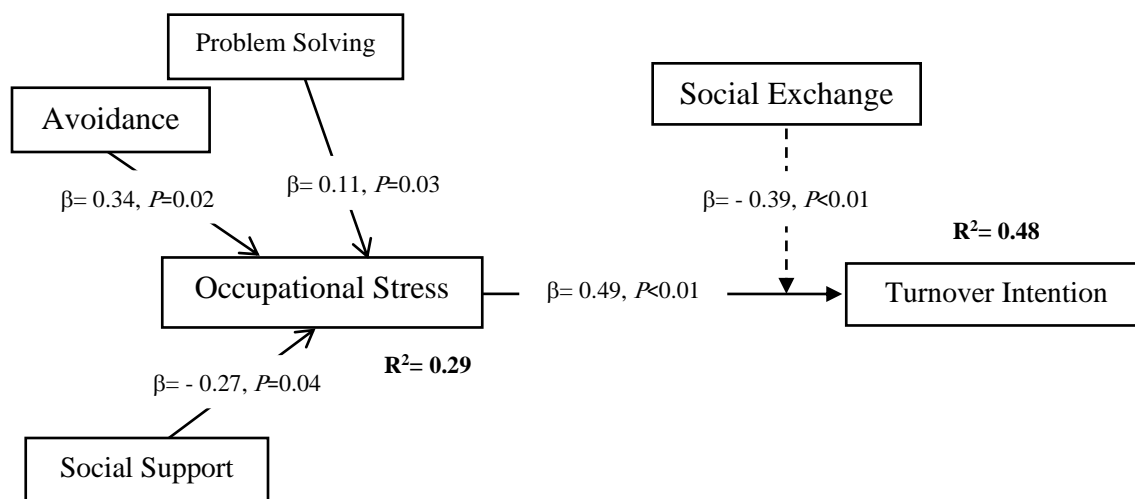 Problem Solving
Social Exchange
Avoidance
β= 0.34, P=0.02
β= 0.11, P=0.03
β= - 0.39, P<0.01
R²= 0.48
Occupational Stress
β= 0.49, P<0.01
Turnover Intention
R²= 0.29
β= - 0.27, P=0.04
Social Support